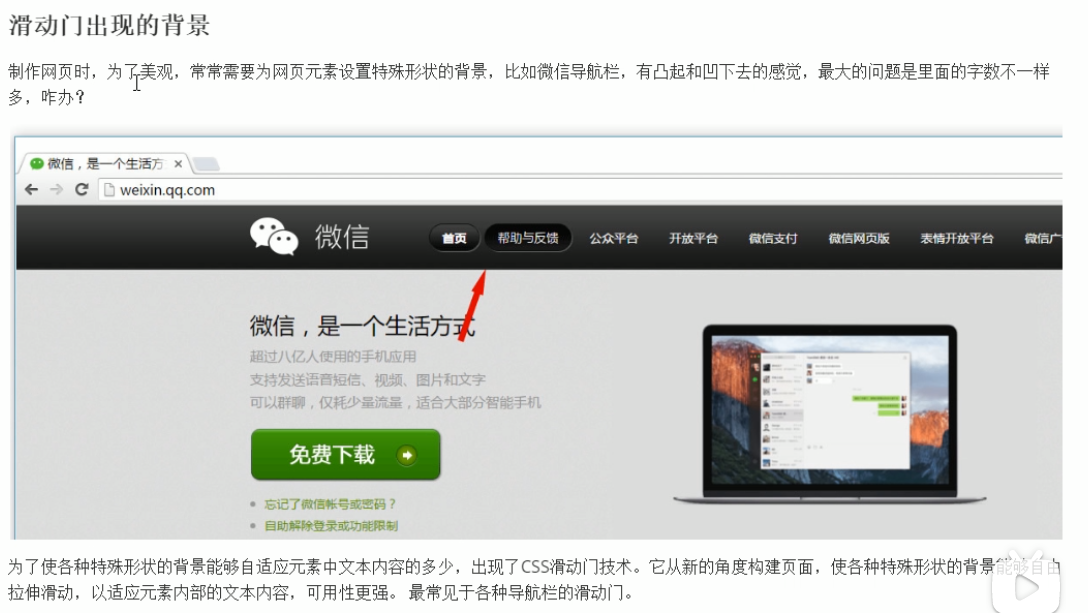 滑动门出现的背景
制作网页时，为了美观，常常需要为网页元素设置特殊形状的背景，比如微信导航栏，有凸起和凹下去的感觉，最大的问题是里面的字数不一样
多，咋办？
微信，是一个生活方
weixin.qq.com
微信 首页 帮助与反馈 公众平台 开放平台 微信支付 微信网页版 表情开放平台 微信广
微信，是一个生活方式
超过八亿人使用的手机应用
支持发送语音短信、视频、图片和文字
可以群聊，仅耗少量流量，适合大部分智能手机
免费下载
忘记了微信帐号或密码？
自助解除登录或功能限制
为了使各种特殊形状的背景能够自适应元素中文本内容的多少，出现了CSS滑动门技术。它从新的角度构建页面，使各种特殊形状的背景能够自由
拉伸滑动，以适应元素内部的文本内容，可用性更强。 最常见于各种导航栏的滑动门。